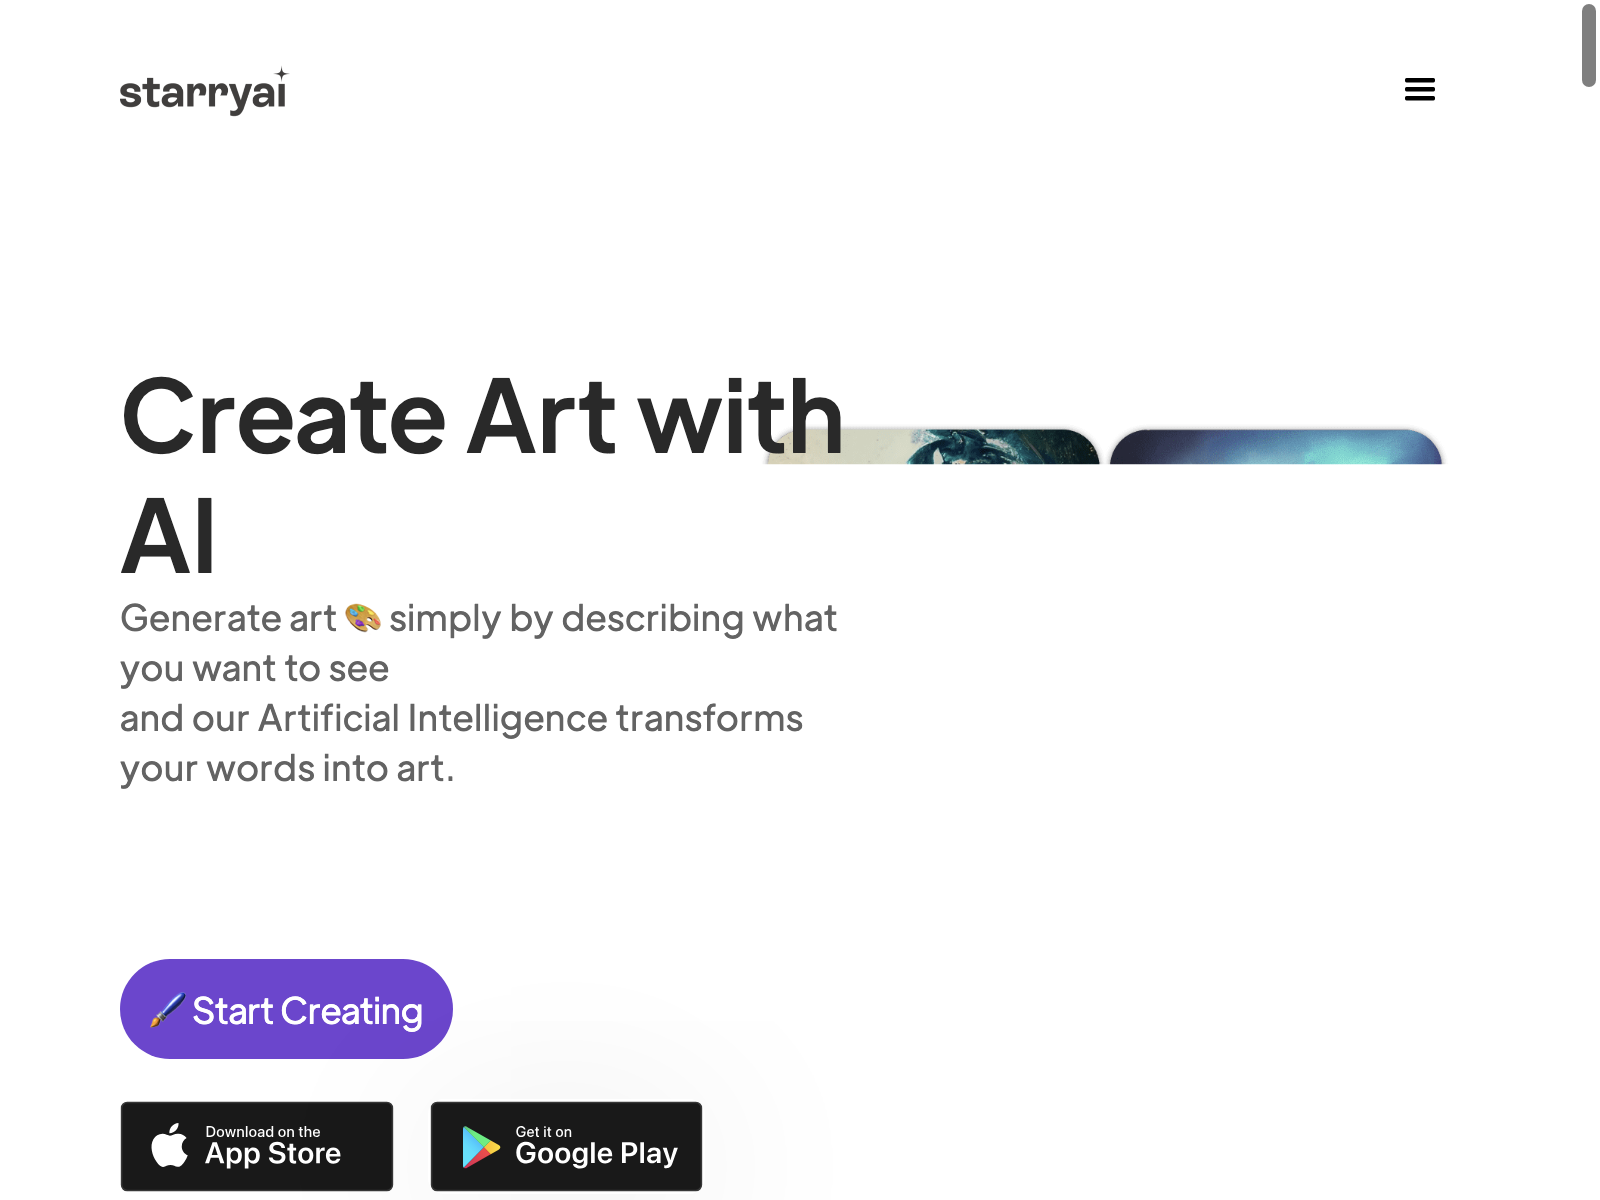 starryai
Create Art with
AI
Generate art 🎨 simply by describing what
you want to see
and our Artificial Intelligence transforms
your words into art.
🖌️ Start Creating
Download on the
App Store
Get it on
Google Play